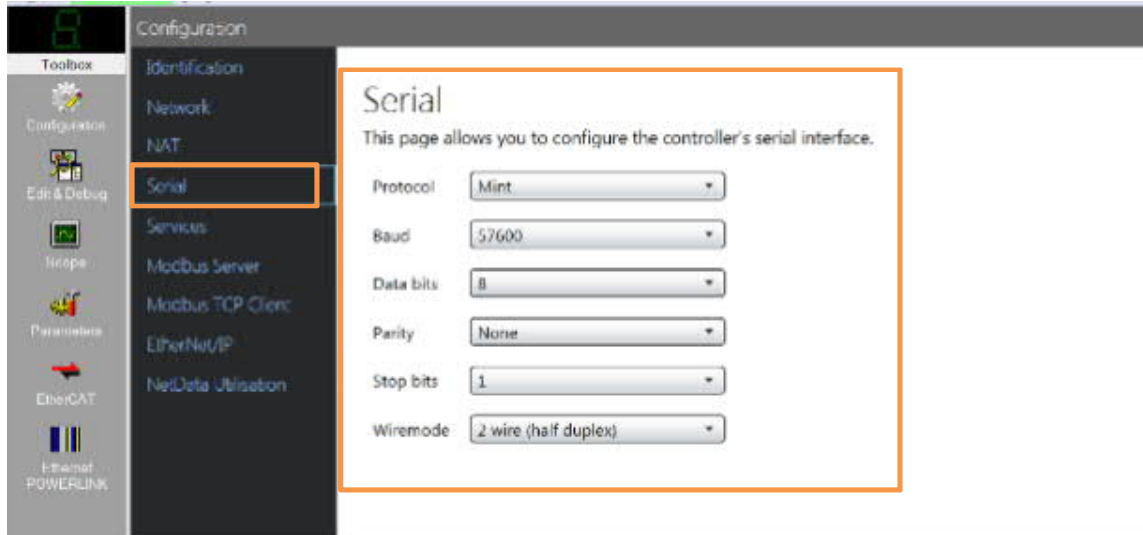 Configuration
Toolbox
Configuration
Edit & Debug
Scope
Parameters
EtherCAT
Ethernet
POWERLINK
Identification
Network
NAT
Serial
Services
Modbus Server
Modbus TCP Client
EtherNet/IP
NetData Utilisation
Serial
This page allows you to configure the controller's serial interface.
Protocol Mint
Baud 57600
Data bits 8
Parity None
Stop bits 1
Wiremode 2 wire (half duplex)